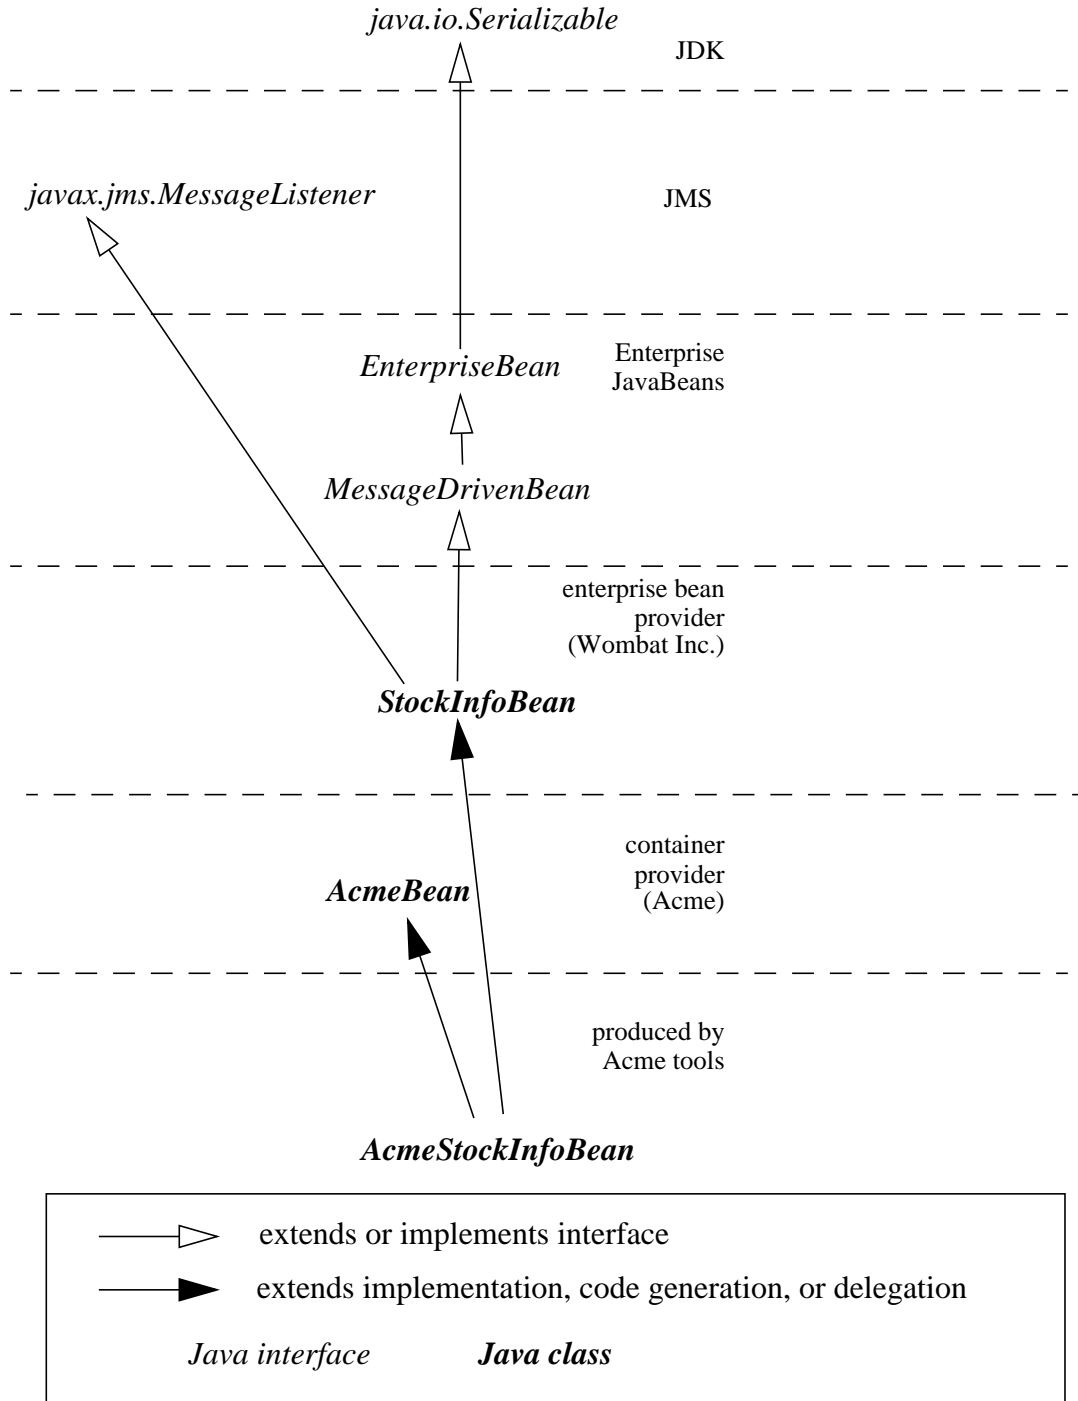 java.io.Serializable
JDK
javax.jms.MessageListener
JMS
EnterpriseBean
Enterprise
JavaBeans
MessageDrivenBean
enterprise bean
provider
(Wombat Inc.)
StockInfoBean
container
provider
(Acme)
AcmeBean
produced by
Acme tools
AcmeStockInfoBean
extends or implements interface
extends implementation, code generation, or delegation
Java interface
Java class